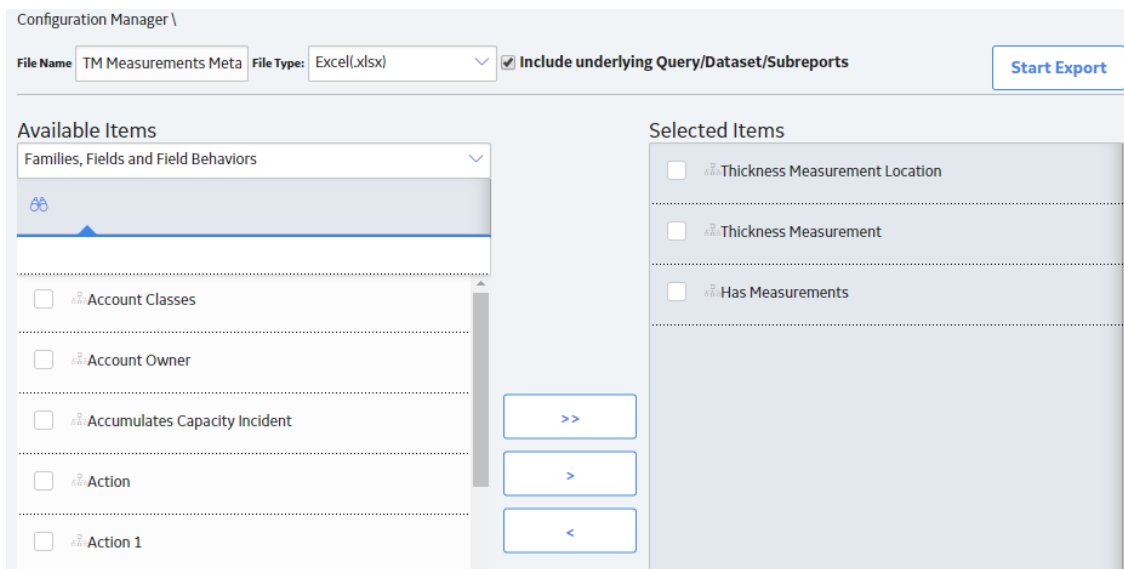 Configuration Manager \
File Name TM Measurements Meta File Type: Excel(.xlsx) Include underlying Query/Dataset/Subreports Start Export
Available Items
Families, Fields and Field Behaviors
Account Classes
Account Owner
Accumulates Capacity Incident
Action
Action 1
>>
>
<
Selected Items
Thickness Measurement Location
Thickness Measurement
Has Measurements